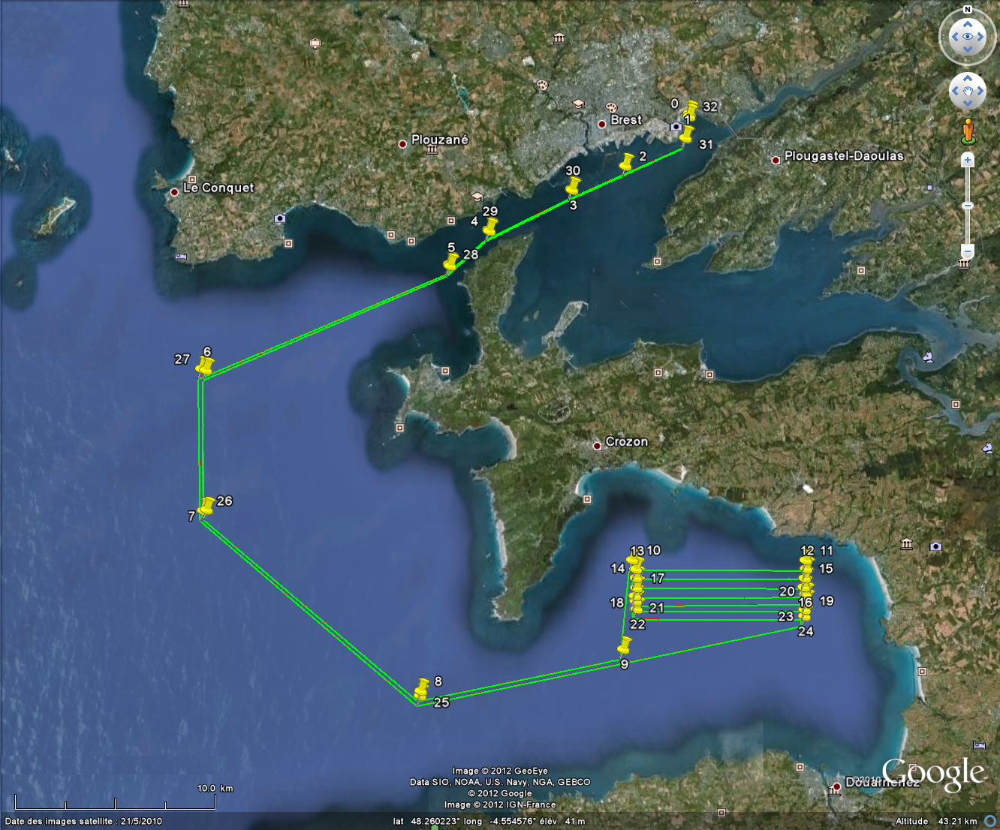 N
0
32
1
Brest
Plouzané
31
Plougastel-Daoulas
2
30
Le Conquet
3
29
4
5
28
6
27
Crozon
26
7
13 10
12 11
14
15
17
20
18
16 19
21
23
22
24
9
8
25
Image © 2012 GeoEye
Data SIO, NOAA, U.S. Navy, NGA, GEBCO
© 2012 Google
Image © 2012 IGN-France
©2010 Google
Douarnenez
10.0 km
Date des images satellite : 21/5/2010
lat 48.260223° long -4.554576° élév. 41 m
Altitude 43.21 km